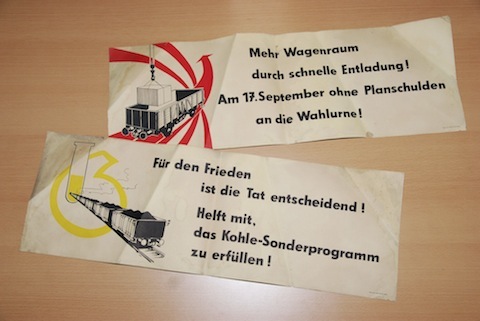 Mehr Wagenraum
durch schnelle Entladung!
Am 17. September ohne Planschulden
an die Wahlurne!
Für den Frieden
ist die Tat entscheidend!
Helft mit,
das Kohle-Sonderprogramm
zu erfüllen!